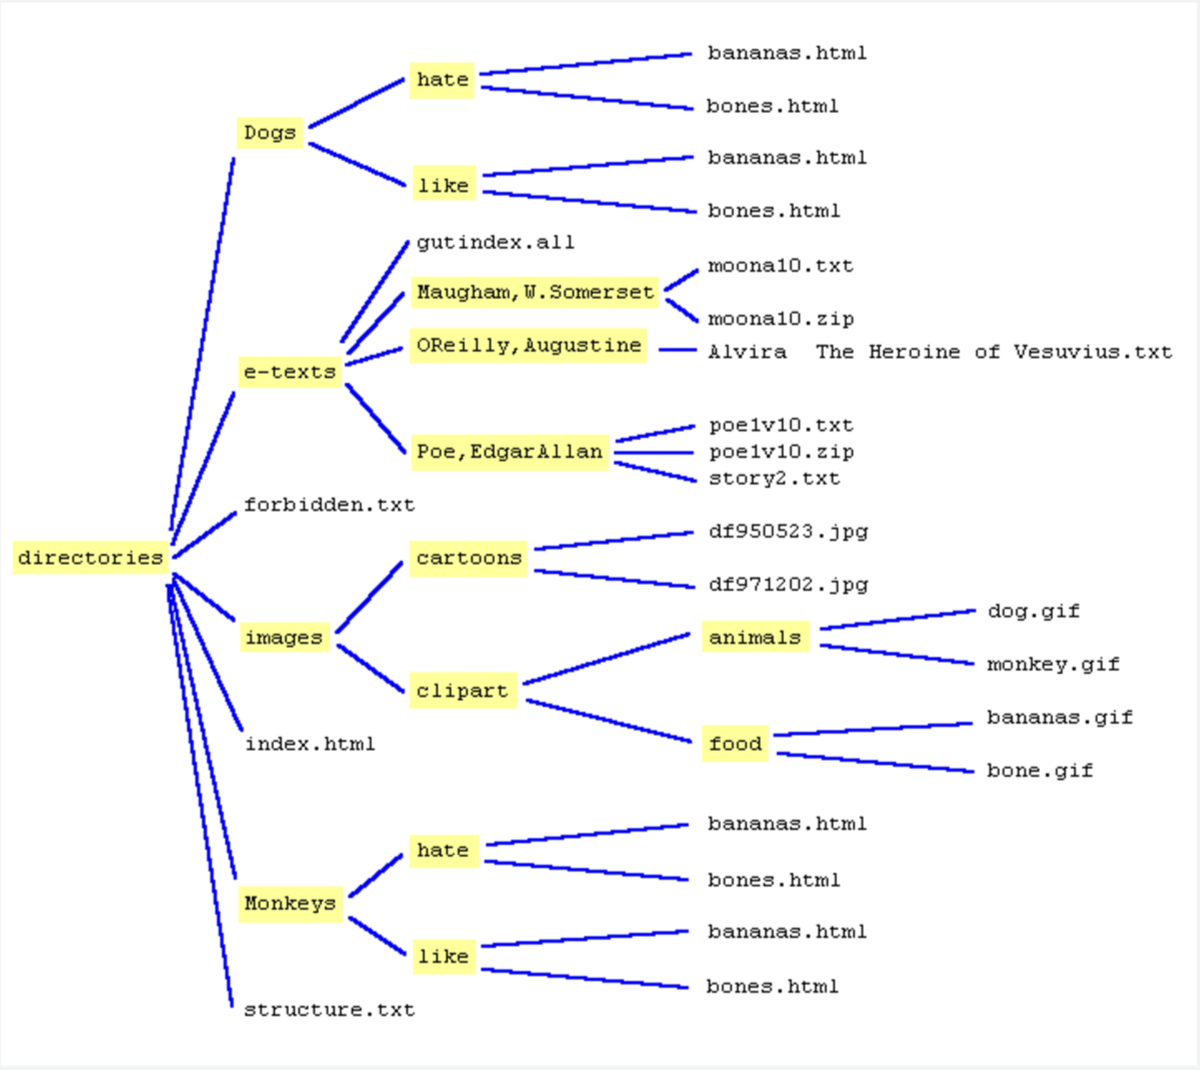 bananas.html
hate
bones.html
Dogs
bananas.html
like
bones.html
gutindex.all
moona10.txt
Maugham,W.Somerset
moona10.zip
OReilly,Augustine
Alvira  The Heroine of Vesuvius.txt
e-texts
poe1v10.txt
Poe,EdgarAllan
poe1v10.zip
story2.txt
forbidden.txt
df950523.jpg
directories
cartoons
df971202.jpg
dog.gif
images
animals
monkey.gif
clipart
bananas.gif
index.html
food
bone.gif
bananas.html
hate
bones.html
Monkeys
bananas.html
like
bones.html
structure.txt